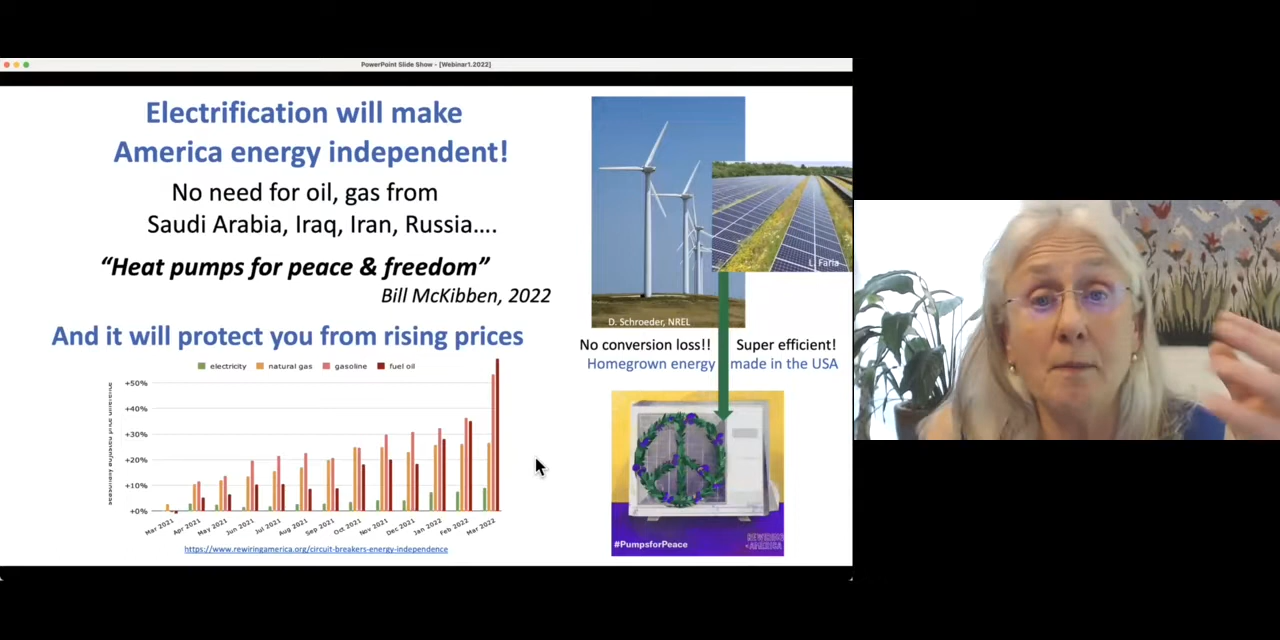 PowerPoint Slide Show - [Webinar1.2022]
Electrification will make
America energy independent!
No need for oil, gas from
Saudi Arabia, Iraq, Iran, Russia….
“Heat pumps for peace & freedom”
Bill McKibben, 2022
And it will protect you from rising prices
electricity natural gas gasoline fuel oil
+50%
+40%
+30%
+20%
+10%
+0%
Mar 2021 Apr 2021 May 2021 Jun 2021 Jul 2021 Aug 2021 Sep 2021 Oct 2021 Nov 2021 Dec 2021 Jan 2022 Feb 2022 Mar 2022
https://www.rewiringamerica.org/circuit-breakers-energy-independence
L. Faria
D. Schroeder, NREL
No conversion loss!! Super efficient!
Homegrown energy made in the USA
#PumpsforPeace
REWIRING
AMERICA